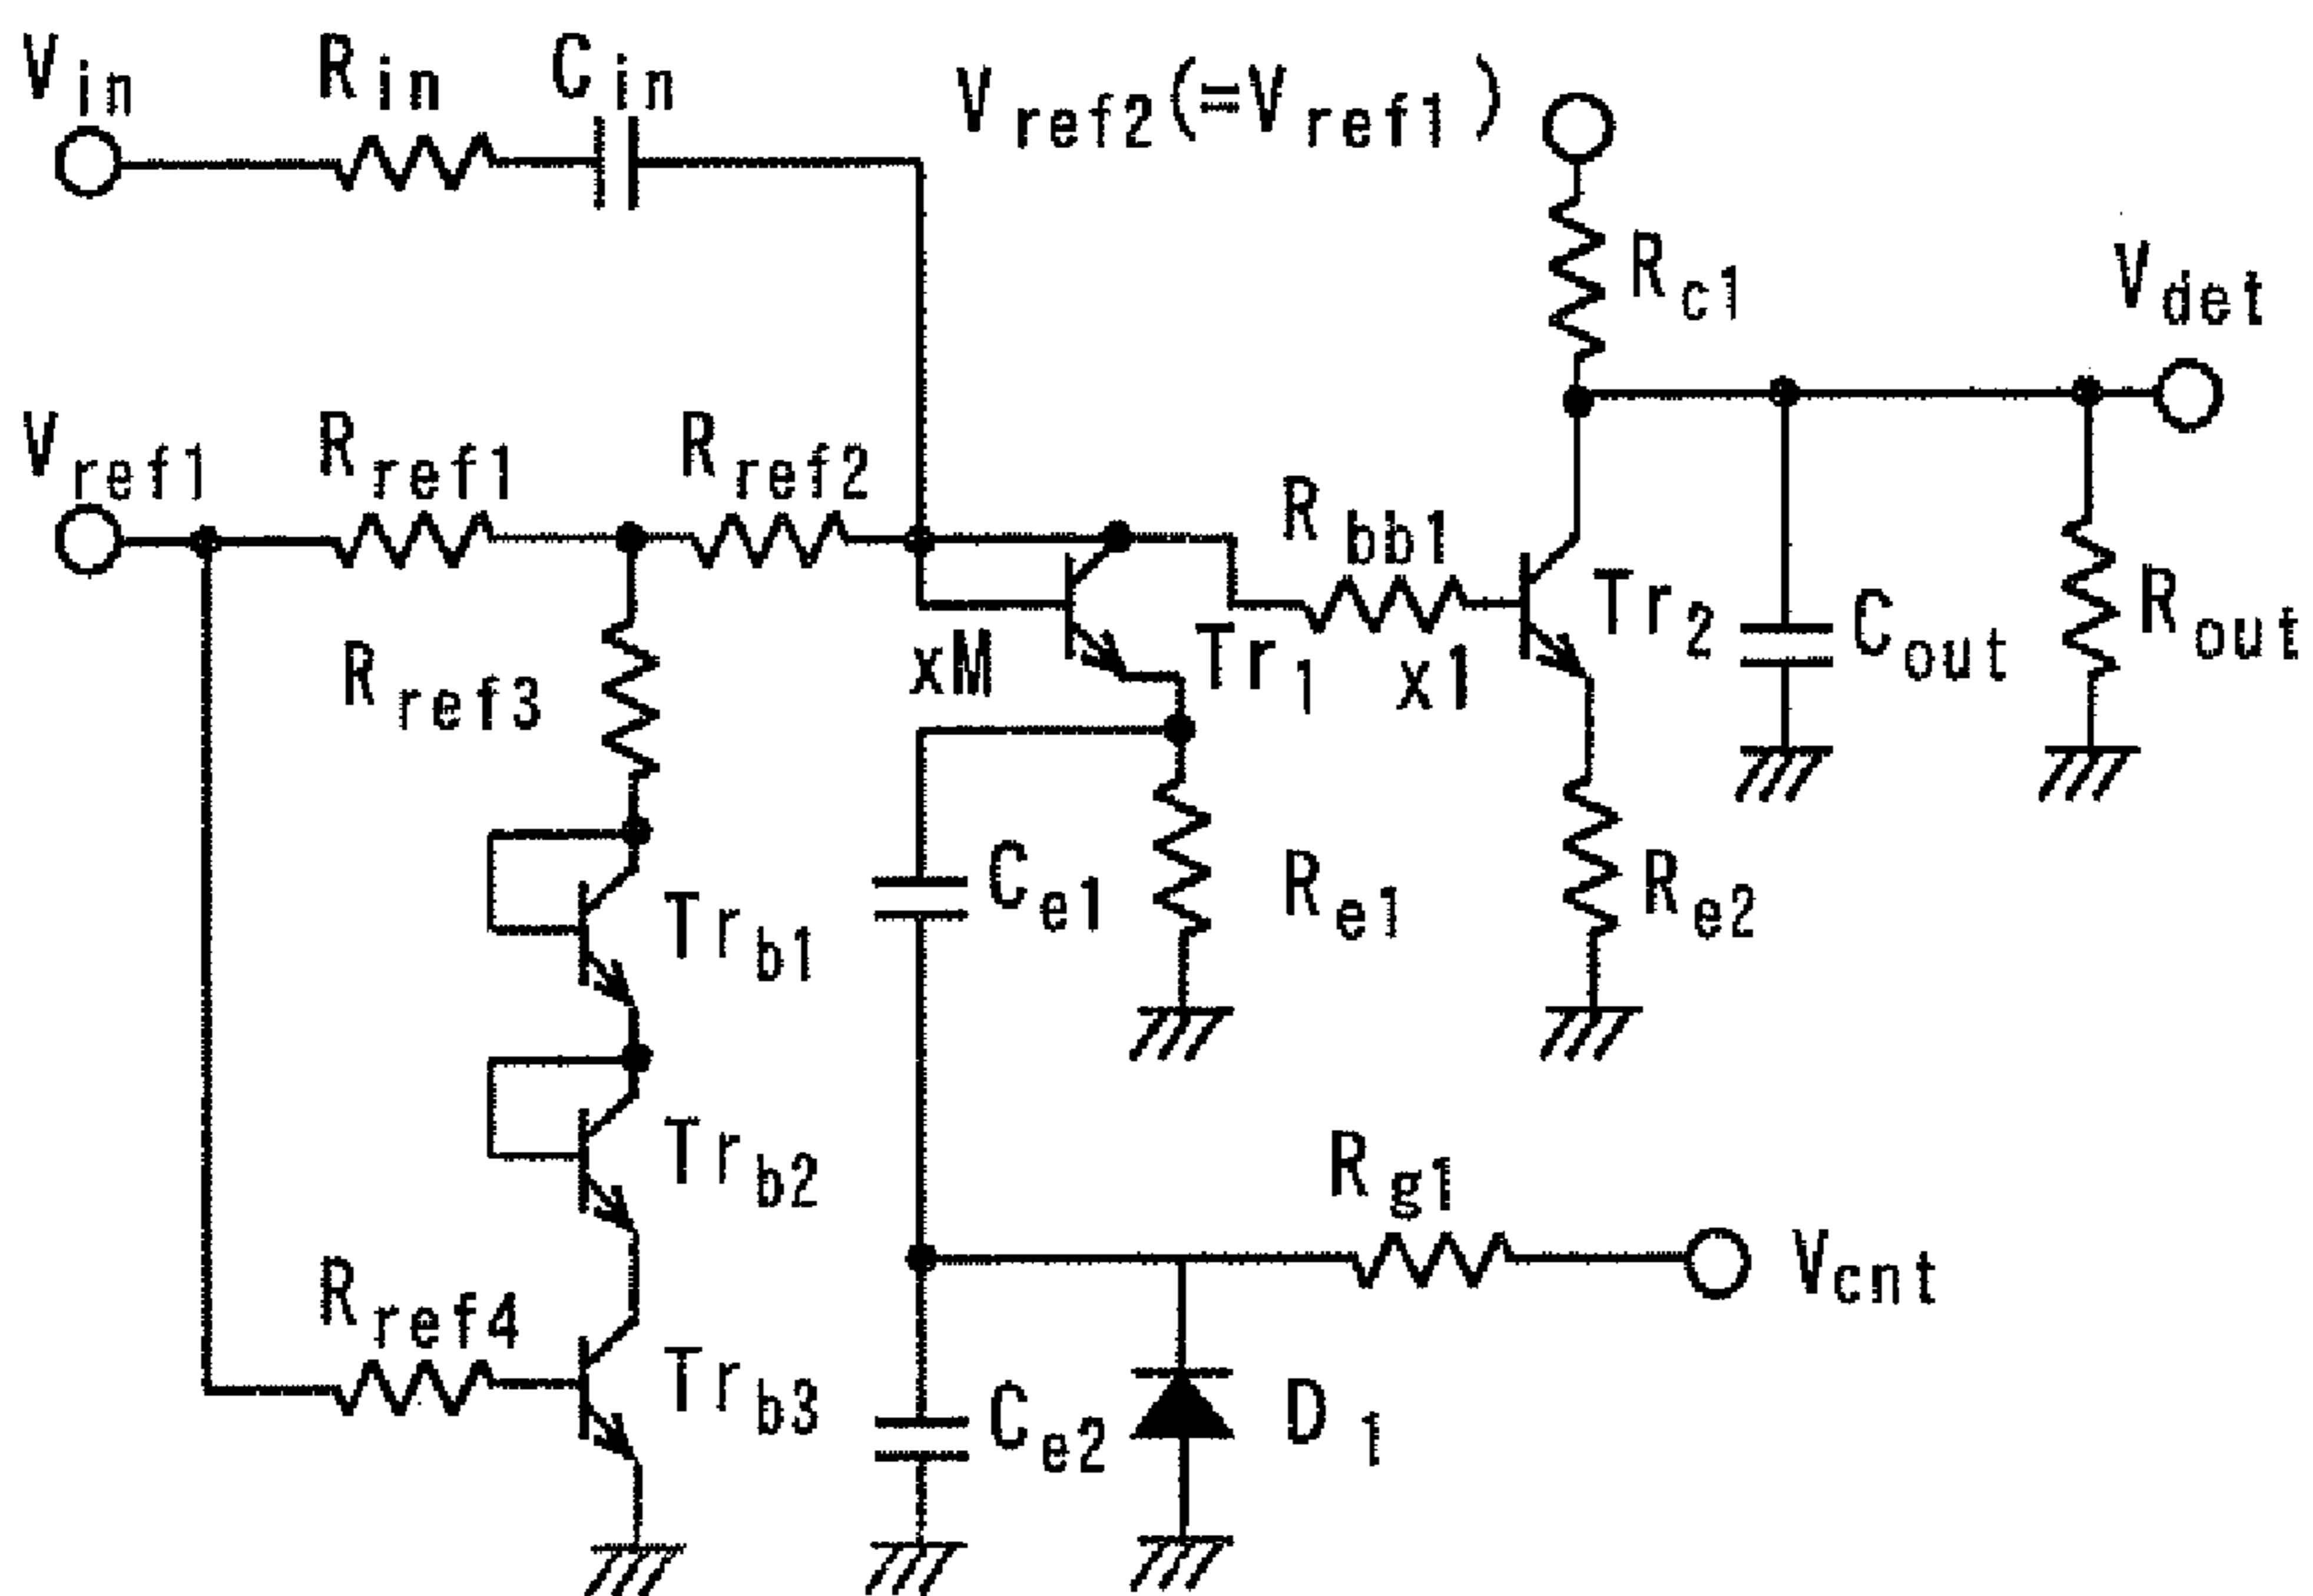 Vin
Rin
Cin
Vref2(=Vref1)
Rc1
Vdet
Vref1
Rref1
Rref2
Rbb1
Rref3
xM
Tr1
x1
Tr2
Cout
Rout
Trb1
Ce1
Re1
Re2
Trb2
Rg1
Vcnt
Rref4
Trb3
Ce2
D1